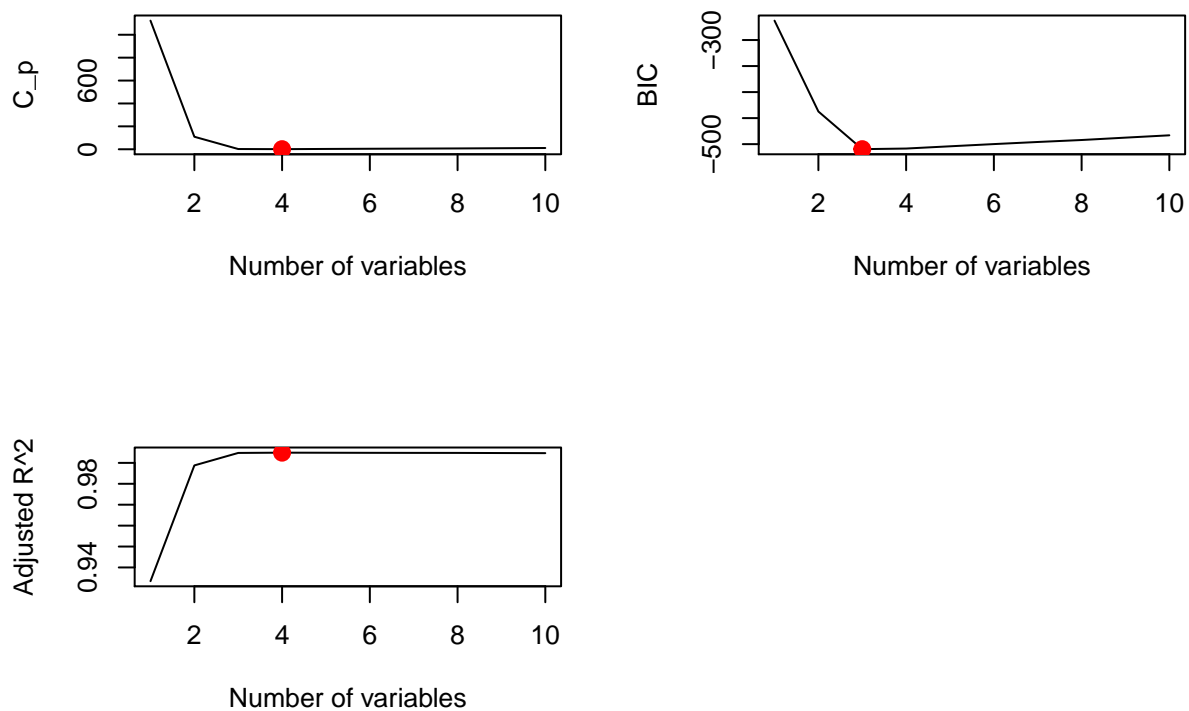 C_p
600
0
2 4 6 8 10
Number of variables
BIC
−300
−500
2 4 6 8 10
Number of variables
Adjusted R^2
0.98
0.94
2 4 6 8 10
Number of variables